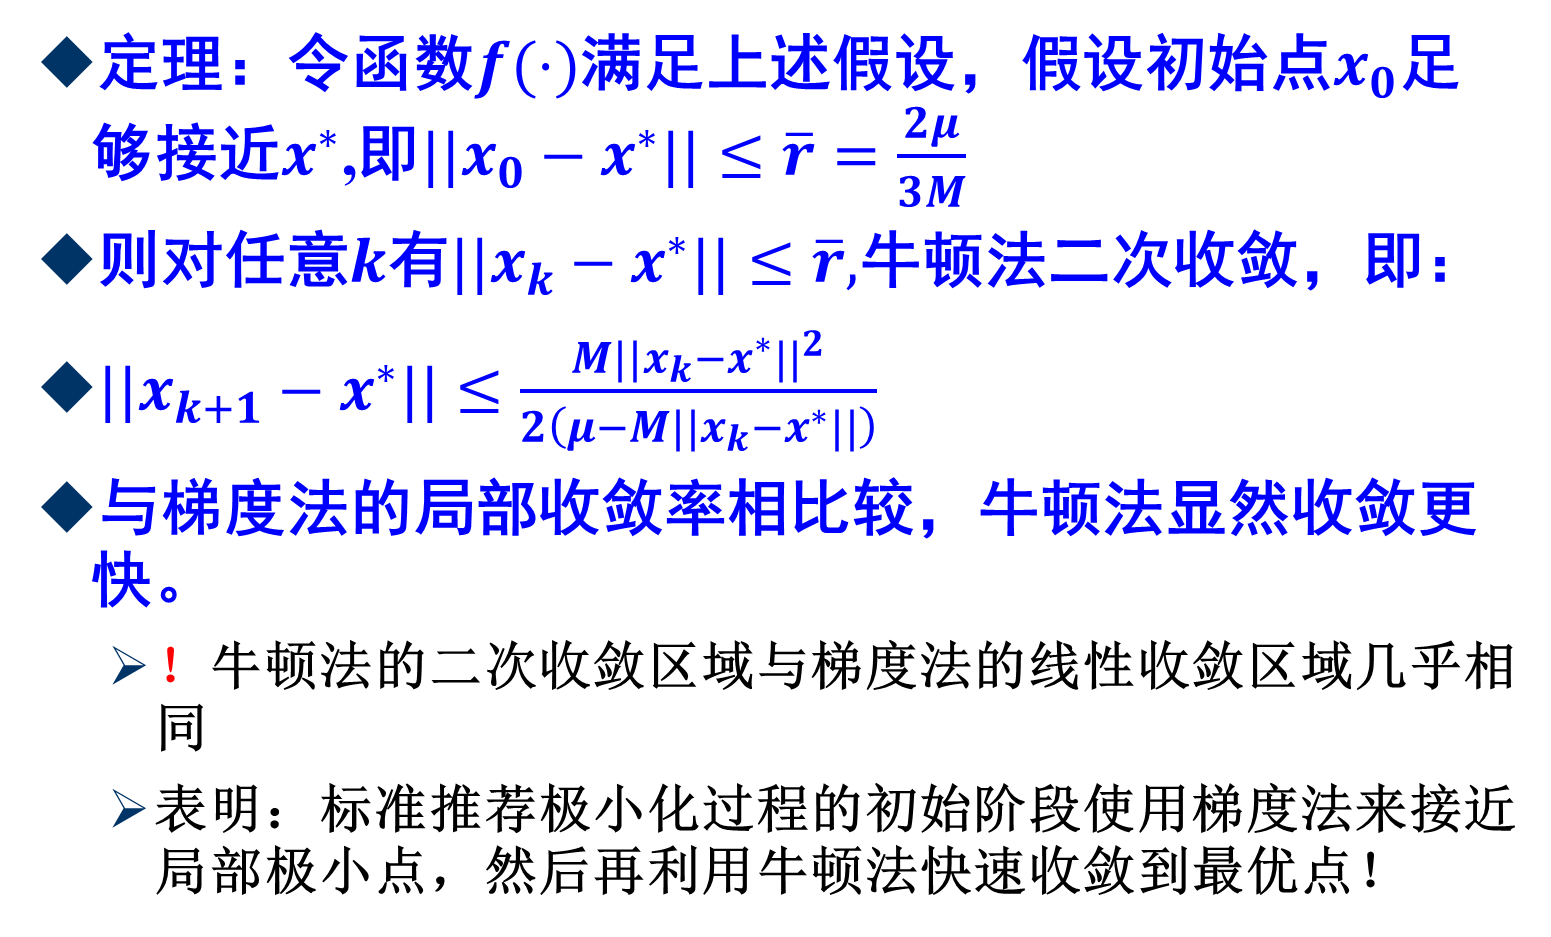 ◆定理：令函数f(·)满足上述假设，假设初始点x₀足
够接近x*,即||x₀ − x*|| ≤ r̄ = 2μ/3M
◆则对任意k有||xₖ − x*|| ≤ r̄,牛顿法二次收敛，即：
◆||xₖ₊₁ − x*|| ≤ M||xₖ−x*||²/2(μ−M||xₖ−x*||)
◆与梯度法的局部收敛率相比较，牛顿法显然收敛更
快。
➢！牛顿法的二次收敛区域与梯度法的线性收敛区域几乎相
同
➢表明：标准推荐极小化过程的初始阶段使用梯度法来接近
局部极小点，然后再利用牛顿法快速收敛到最优点！